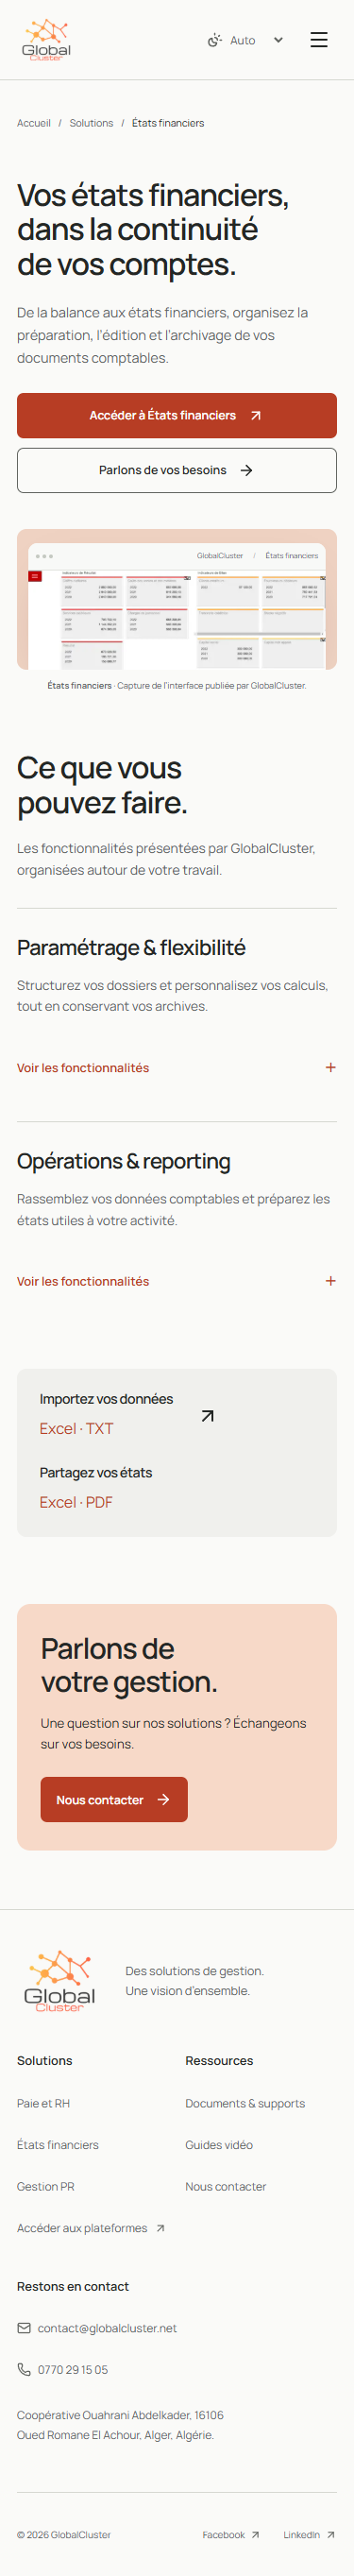 Global
Cluster
Auto
Accueil / Solutions / États financiers
Vos états financiers,
dans la continuité
de vos comptes.
De la balance aux états financiers, organisez la
préparation, l'édition et l'archivage de vos
documents comptables.
Accéder à États financiers
Parlons de vos besoins
GlobalCluster / États financiers
États financiers · Capture de l'interface publiée par GlobalCluster.
Ce que vous
pouvez faire.
Les fonctionnalités présentées par GlobalCluster,
organisées autour de votre travail.
Paramétrage & flexibilité
Structurez vos dossiers et personnalisez vos calculs,
tout en conservant vos archives.
Voir les fonctionnalités +
Opérations & reporting
Rassemblez vos données comptables et préparez les
états utiles à votre activité.
Voir les fonctionnalités +
Importez vos données
Excel · TXT
Partagez vos états
Excel · PDF
Parlons de
votre gestion.
Une question sur nos solutions ? Échangeons
sur vos besoins.
Nous contacter
Global
Cluster
Des solutions de gestion.
Une vision d'ensemble.
Solutions
Paie et RH
États financiers
Gestion PR
Accéder aux plateformes
Ressources
Documents & supports
Guides vidéo
Nous contacter
Restons en contact
contact@globalcluster.net
0770 29 15 05
Coopérative Ouahrani Abdelkader, 16106
Oued Romane El Achour, Alger, Algérie.
© 2026 GlobalCluster
Facebook
LinkedIn